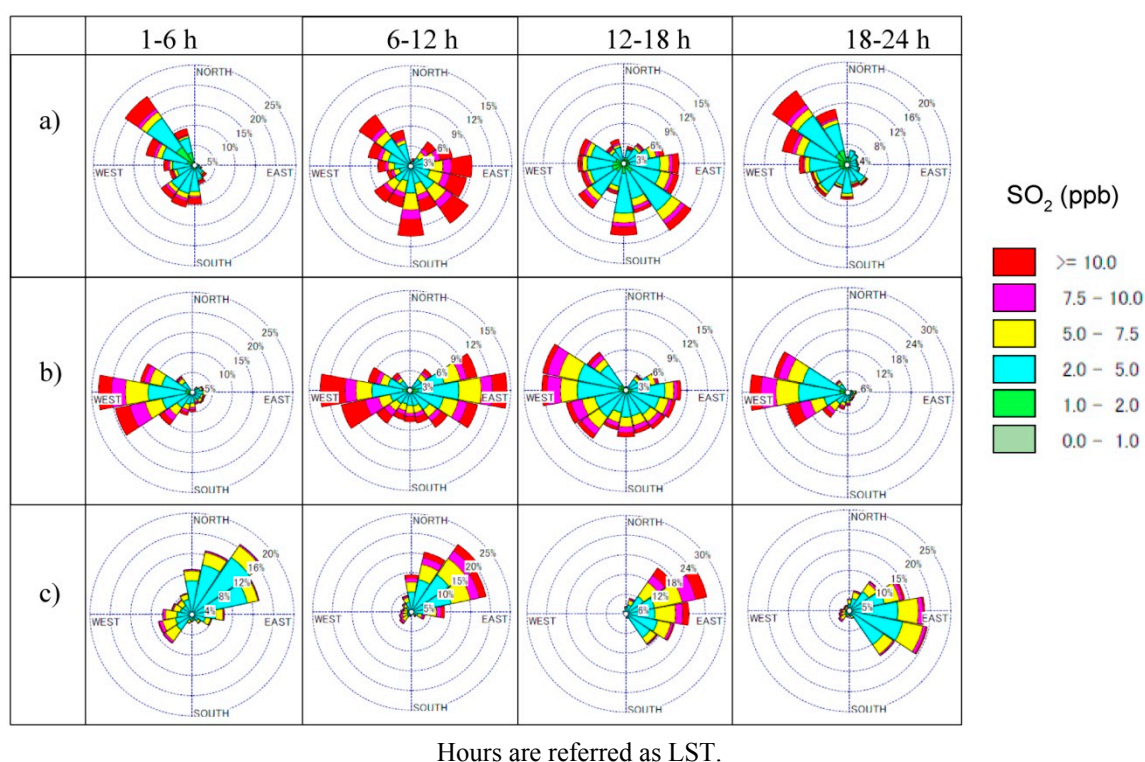 1-6 h 6-12 h 12-18 h 18-24 h
a)
NORTH 25% 20% 15% 10% 5% WEST EAST SOUTH
NORTH 15% 12% 9% 6% 3% WEST EAST SOUTH
NORTH 15% 12% 9% 6% 3% WEST EAST SOUTH
NORTH 20% 16% 12% 8% 4% WEST EAST SOUTH
b)
NORTH 25% 20% 15% 10% 5% WEST EAST SOUTH
NORTH 15% 12% 9% 6% 3% WEST EAST SOUTH
NORTH 15% 12% 9% 6% 3% WEST EAST SOUTH
NORTH 30% 24% 18% 12% 6% WEST EAST SOUTH
c)
NORTH 20% 16% 12% 8% 4% WEST EAST SOUTH
NORTH 25% 20% 15% 10% 5% WEST EAST SOUTH
NORTH 30% 24% 18% 12% 6% WEST EAST SOUTH
NORTH 25% 20% 15% 10% 5% WEST EAST SOUTH
SO₂ (ppb)
>= 10.0
7.5 - 10.0
5.0 - 7.5
2.0 - 5.0
1.0 - 2.0
0.0 - 1.0
Hours are referred as LST.